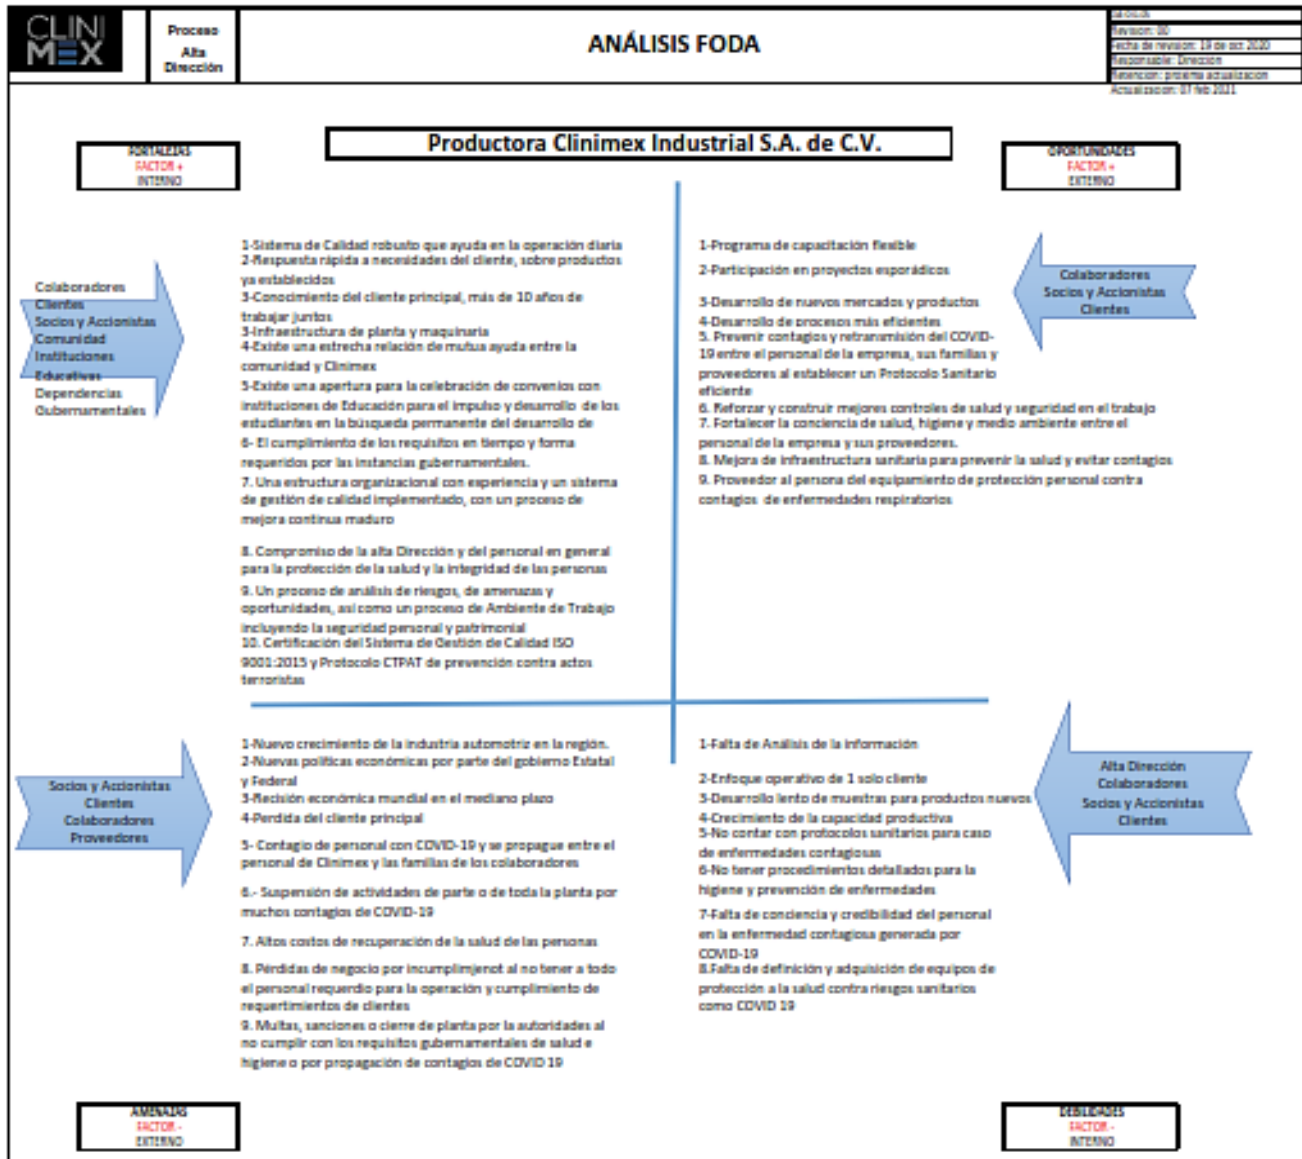 CLINI
MEX
Proceso
Alta
Dirección
ANÁLISIS FODA
Revision: 00
Fecha de revision: 19 de oct 2020
Responsable: Direccion
Retencion: próxima actualizacion
Actualizacion: 07 feb 2021
Productora Clinimex Industrial S.A. de C.V.
FORTALEZAS
FACTOR +
INTERNO
OPORTUNIDADES
FACTOR +
EXTERNO
Colaboradores
Clientes
Socios y Accionistas
Comunidad
Instituciones
Educativas
Dependencias
Gubernamentales
1-Sistema de Calidad robusto que ayuda en la operación diaria
2-Respuesta rápida a necesidades del cliente, sobre productos
ya establecidos
3-Conocimiento del cliente principal, más de 10 años de
trabajar juntos
3-Infraestructura de planta y maquinaria
4-Existe una estrecha relación de mutua ayuda entre la
comunidad y Clinimex
5-Existe una apertura para la celebración de convenios con
instituciones de Educación para el impulso y desarrollo de los
estudiantes en la búsqueda permanente del desarrollo de
6- El cumplimiento de los requisitos en tiempo y forma
requeridos por las instancias gubernamentales.
7. Una estructura organizacional con experiencia y un sistema
de gestión de calidad implementado, con un proceso de
mejora continua maduro
8. Compromiso de la alta Dirección y del personal en general
para la protección de la salud y la integridad de las personas
9. Un proceso de análisis de riesgos, de amenazas y
oportunidades, asi como un proceso de Ambiente de Trabajo
incluyendo la seguridad personal y patrimonial
10. Certificación del Sistema de Gestión de Calidad ISO
9001:2015 y Protocolo CTPAT de prevención contra actos
terroristas
1-Programa de capacitación flexible
2-Participación en proyectos esporádicos
3-Desarrollo de nuevos mercados y productos
4-Desarrollo de procesos más eficientes
5. Prevenir contagios y retransmisión del COVID-
19 entre el personal de la empresa, sus familias y
proveedores al establecer un Protocolo Sanitario
eficiente
6. Reforzar y construir mejores controles de salud y seguridad en el trabajo
7. Fortalecer la conciencia de salud, higiene y medio ambiente entre el
personal de la empresa y sus proveedores.
8. Mejora de infraestructura sanitaria para prevenir la salud y evitar contagios
9. Proveedor al persona del equipamiento de protección personal contra
contagios de enfermedades respiratorios
Colaboradores
Socios y Accionistas
Clientes
Socios y Accionistas
Clientes
Colaboradores
Proveedores
1-Nuevo crecimiento de la industria automotriz en la región.
2-Nuevas políticas económicas por parte del gobierno Estatal
y Federal
3-Recisión económica mundial en el mediano plazo
4-Perdida del cliente principal
5- Contagio de personal con COVID-19 y se propague entre el
personal de Clinimex y las familias de los colaboradores
6.- Suspensión de actividades de parte o de toda la planta por
muchos contagios de COVID-19
7. Altos costos de recuperación de la salud de las personas
8. Pérdidas de negocio por incumplimjenot al no tener a todo
el personal requerdio para la operación y cumplimiento de
requertimientos de clientes
9. Multas, sanciones o cierre de planta por la autoridades al
no cumplir con los requisitos gubernamentales de salud e
higiene o por propagación de contagios de COVID 19
1-Falta de Análisis de la información
2-Enfoque operativo de 1 solo cliente
3-Desarrollo lento de muestras para productos nuevos
4-Crecimiento de la capacidad productiva
5-No contar con protocolos sanitarios para caso
de enfermedades contagiosas
6-No tener procedimientos detallados para la
higiene y prevención de enfermedades
7-Falta de conciencia y credibilidad del personal
en la enfermedad contagiosa generada por
COVID-19
8.Falta de definición y adquisición de equipos de
protección a la salud contra riesgos sanitarios
como COVID 19
Alta Dirección
Colaboradores
Socios y Accionistas
Clientes
AMENAZAS
FACTOR -
EXTERNO
DEBILIDADES
FACTOR -
INTERNO